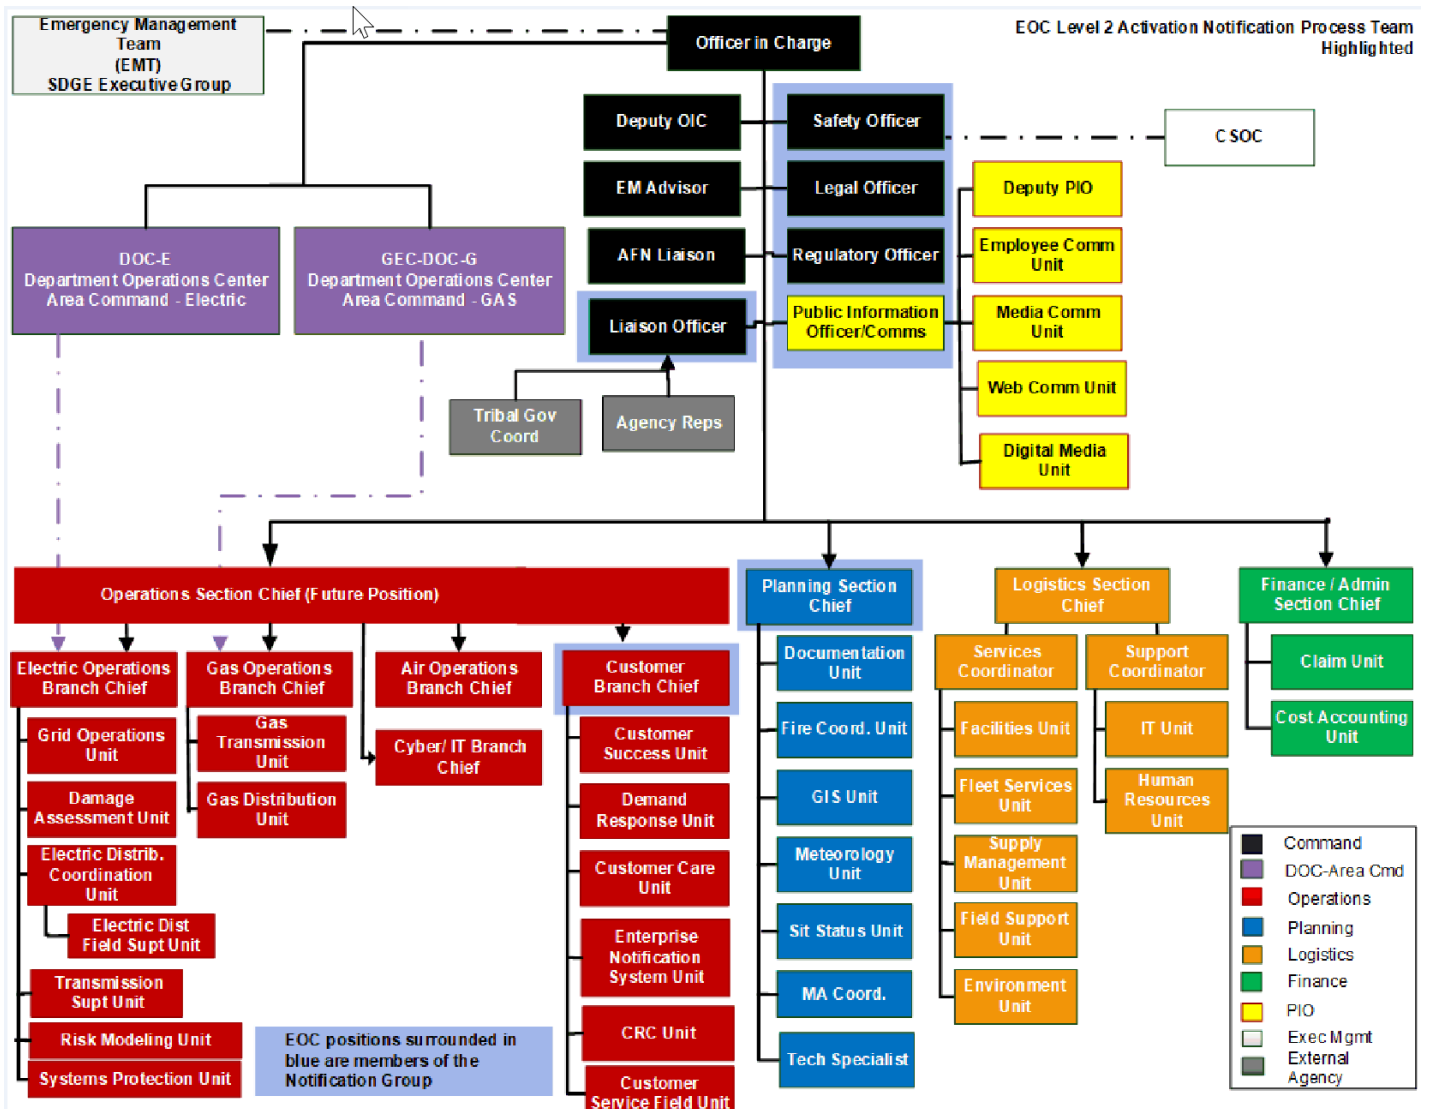 Emergency Management
Team
(EMT)
SDGE Executive Group
Officer in Charge
EOC Level 2 Activation Notification Process Team
Highlighted
Deputy OIC
Safety Officer
CSOC
EM Advisor
Legal Officer
Deputy PIO
AFN Liaison
Regulatory Officer
Employee Comm
Unit
DOC-E
Department Operations Center
Area Command - Electric
GEC-DOC-G
Department Operations Center
Area Command - GAS
Liaison Officer
Public Information
Officer/Comms
Media Comm
Unit
Web Comm Unit
Tribal Gov
Coord
Agency Reps
Digital Media
Unit
Operations Section Chief (Future Position)
Planning Section
Chief
Logistics Section
Chief
Finance / Admin
Section Chief
Electric Operations
Branch Chief
Gas Operations
Branch Chief
Air Operations
Branch Chief
Customer
Branch Chief
Documentation
Unit
Services
Coordinator
Support
Coordinator
Claim Unit
Grid Operations
Unit
Gas
Transmission
Unit
Cyber/ IT Branch
Chief
Customer
Success Unit
Fire Coord. Unit
Facilities Unit
IT Unit
Cost Accounting
Unit
Damage
Assessment Unit
Gas Distribution
Unit
Demand
Response Unit
GIS Unit
Fleet Services
Unit
Human
Resources
Unit
Electric Distrib.
Coordination
Unit
Customer Care
Unit
Meteorology
Unit
Supply
Management
Unit
Electric Dist
Field Supt Unit
Enterprise
Notification
System Unit
Sit Status Unit
Field Support
Unit
Transmission
Supt Unit
MA Coord.
Environment
Unit
Risk Modeling Unit
CRC Unit
Tech Specialist
Systems Protection Unit
Customer
Service Field Unit
EOC positions surrounded in
blue are members of the
Notification Group
Command
DOC-Area Cmd
Operations
Planning
Logistics
Finance
PIO
Exec Mgmt
External
Agency